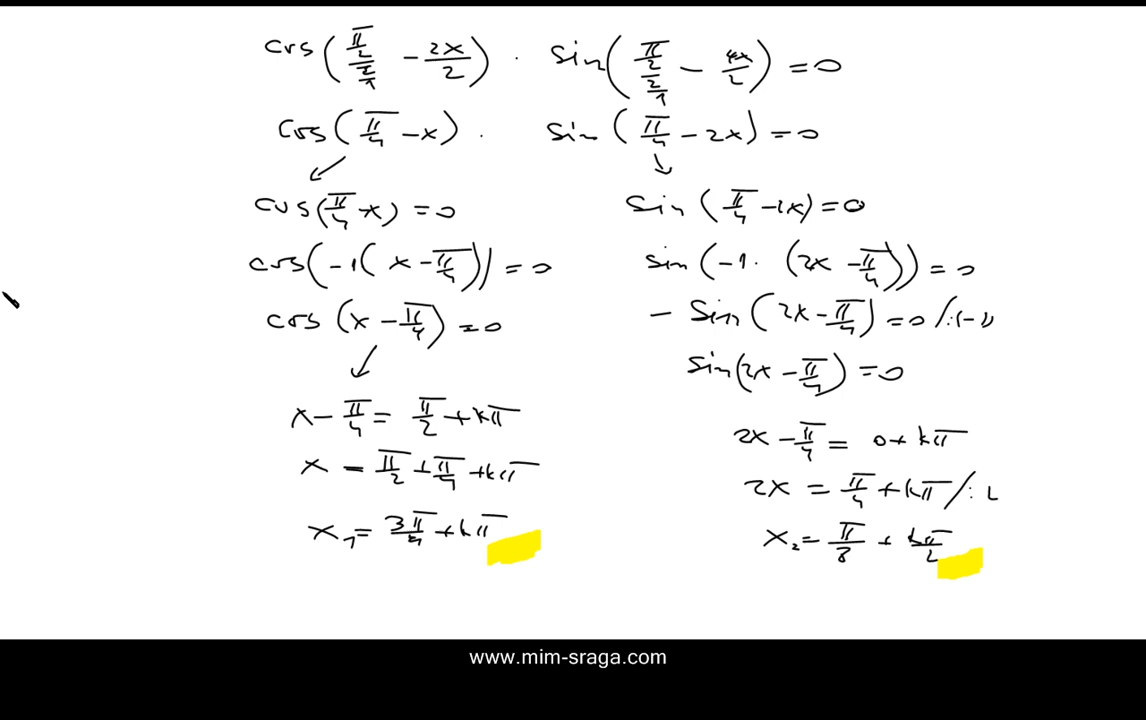 cos(π/2/2/1 − 2x/2) · sin(π/2/2/1 − 4x/2) = 0
cos(π/4 − x) · sin(π/4 − 2x) = 0
cos(π/4 − x) = 0
cos(−1(x − π/4)) = 0
cos(x − π/4) = 0
x − π/4 = π/2 + kπ
x = π/2 + π/4 + kπ
x₁ = 3π/4 + kπ
sin(π/4 − 2x) = 0
sin(−1 · (2x − π/4)) = 0
− sin(2x − π/4) = 0 /:(−1)
sin(2x − π/4) = 0
2x − π/4 = 0 + kπ
2x = π/4 + kπ /: 2
x₂ = π/8 + kπ/2
www.mim-sraga.com